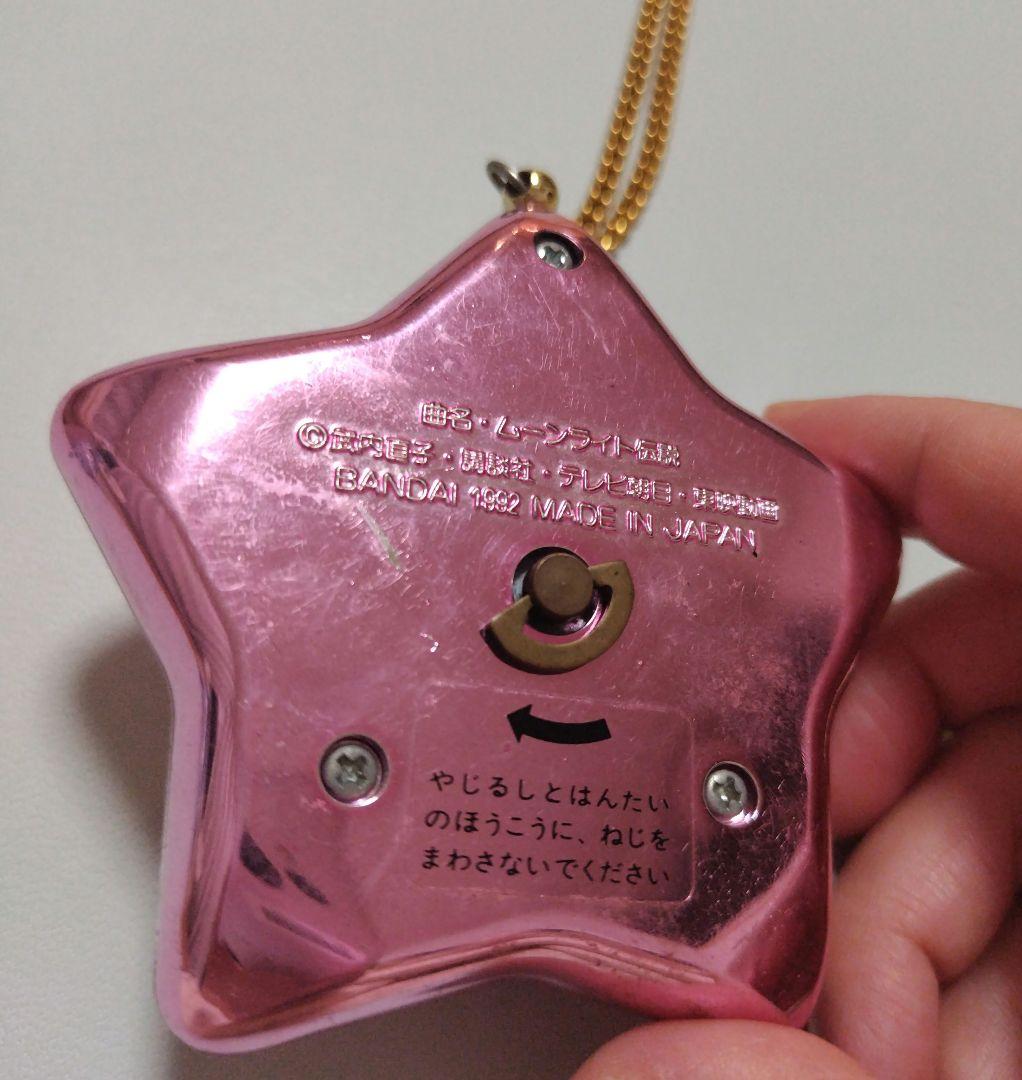 曲名・ムーンライト伝説
©武内直子・講談社・テレビ朝日・東映動画
BANDAI 1992 MADE IN JAPAN
やじるしとはんたい
のほうこうに、ねじを
まわさないでください